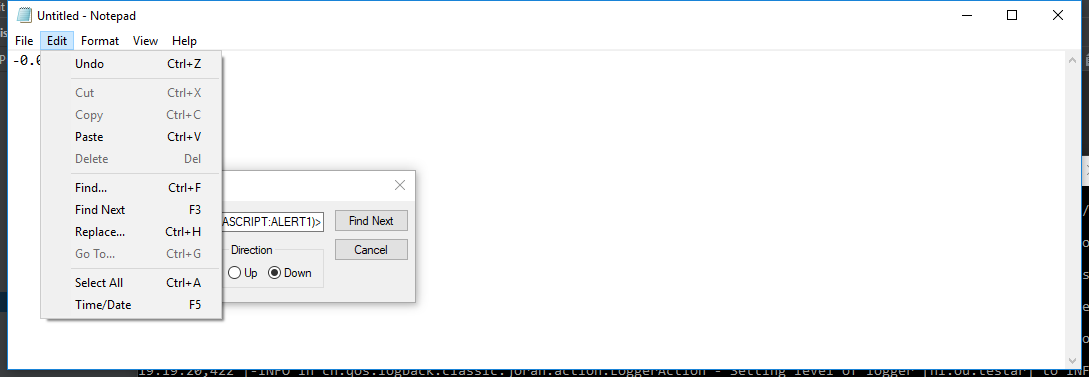 Untitled - Notepad
File Edit Format View Help
-0.0
Undo Ctrl+Z
Cut Ctrl+X
Copy Ctrl+C
Paste Ctrl+V
Delete Del
Find... Ctrl+F
Find Next F3
Replace... Ctrl+H
Go To... Ctrl+G
Select All Ctrl+A
Time/Date F5
ASCRIPT:ALERT1)>
Find Next
Direction
Cancel
Up Down
19:19:20,422 |-INFO in ch.qos.logback.classic.joran.action.LoggerAction - Setting level of logger [nl.ou.testar] to INF